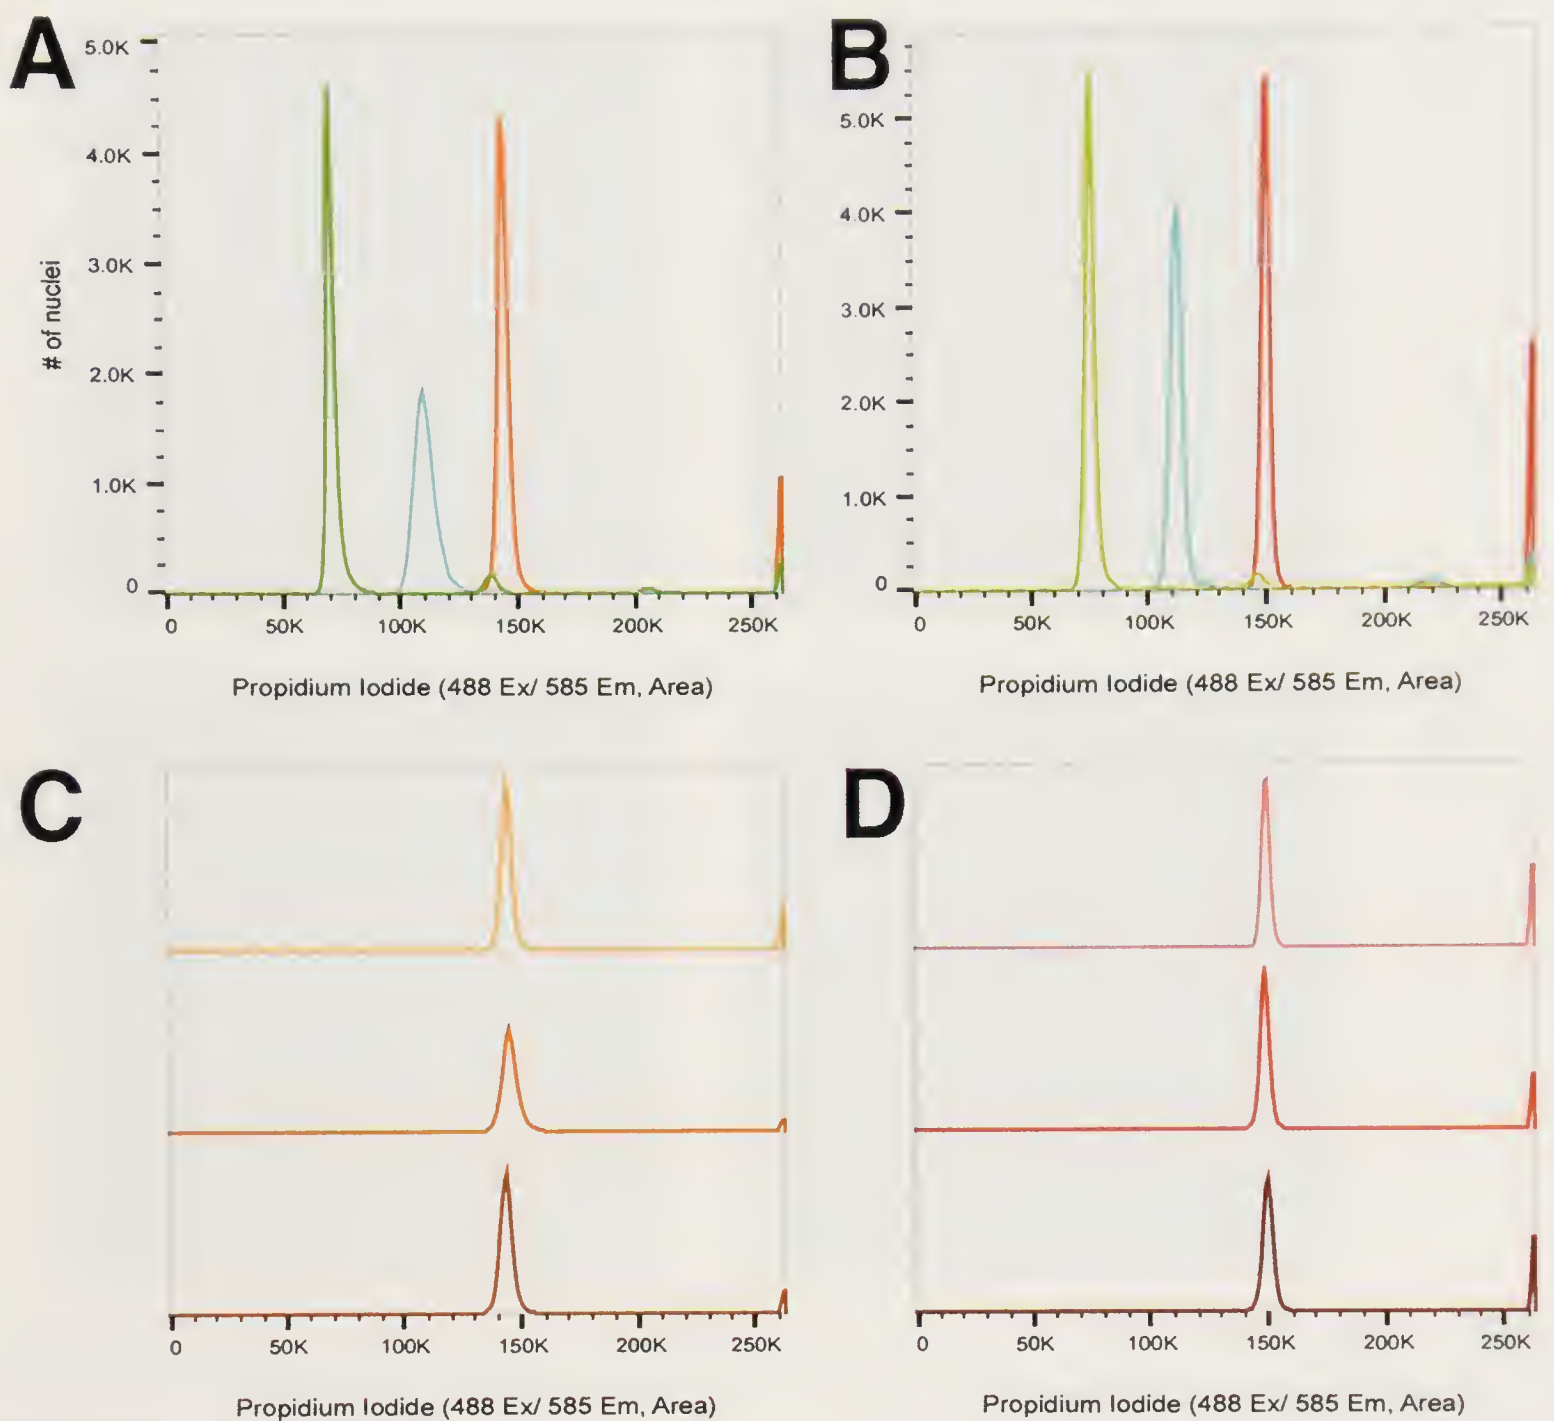 A
5.0K
4.0K
3.0K
2.0K
1.0K
0
# of nuclei
0 50K 100K 150K 200K 250K
Propidium Iodide (488 Ex/ 585 Em, Area)
B
5.0K
4.0K
3.0K
2.0K
1.0K
0
0 50K 100K 150K 200K 250K
Propidium Iodide (488 Ex/ 585 Em, Area)
C
0 50K 100K 150K 200K 250K
Propidium Iodide (488 Ex/ 585 Em, Area)
D
0 50K 100K 150K 200K 250K
Propidium Iodide (488 Ex/ 585 Em, Area)